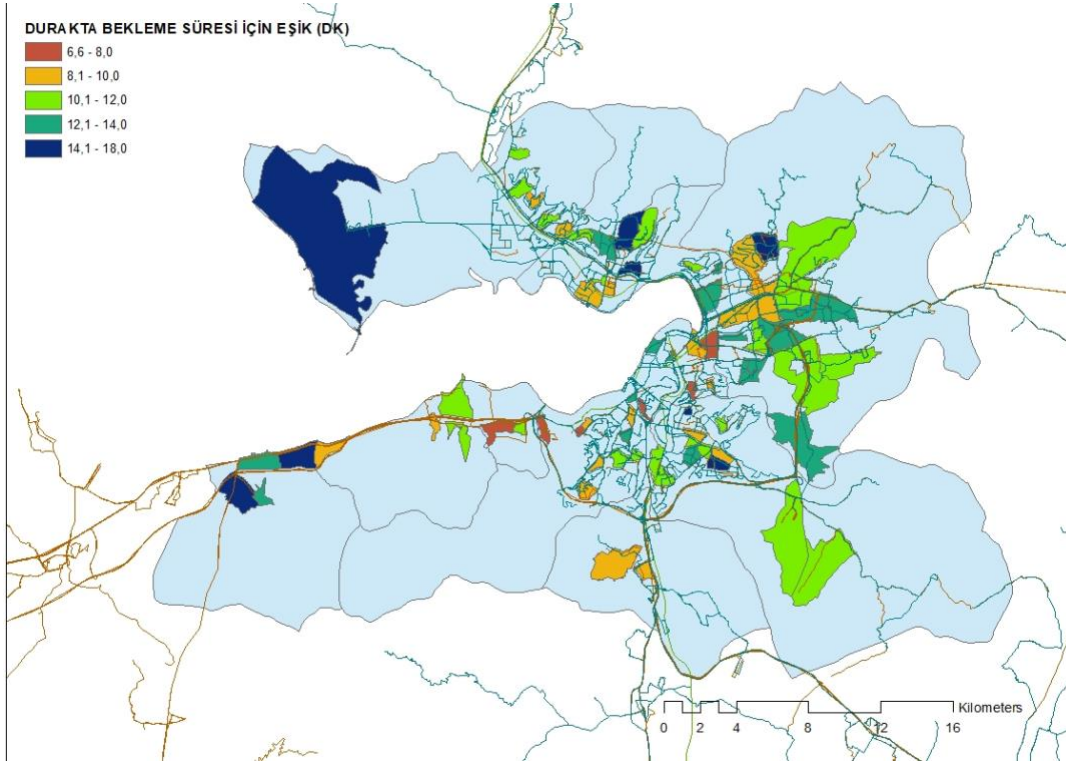 DURAKTA BEKLEME SÜRESİ İÇİN EŞİK (DK)
6,6 - 8,0
8,1 - 10,0
10,1 - 12,0
12,1 - 14,0
14,1 - 18,0
Kilometers
0 2 4 8 12 16